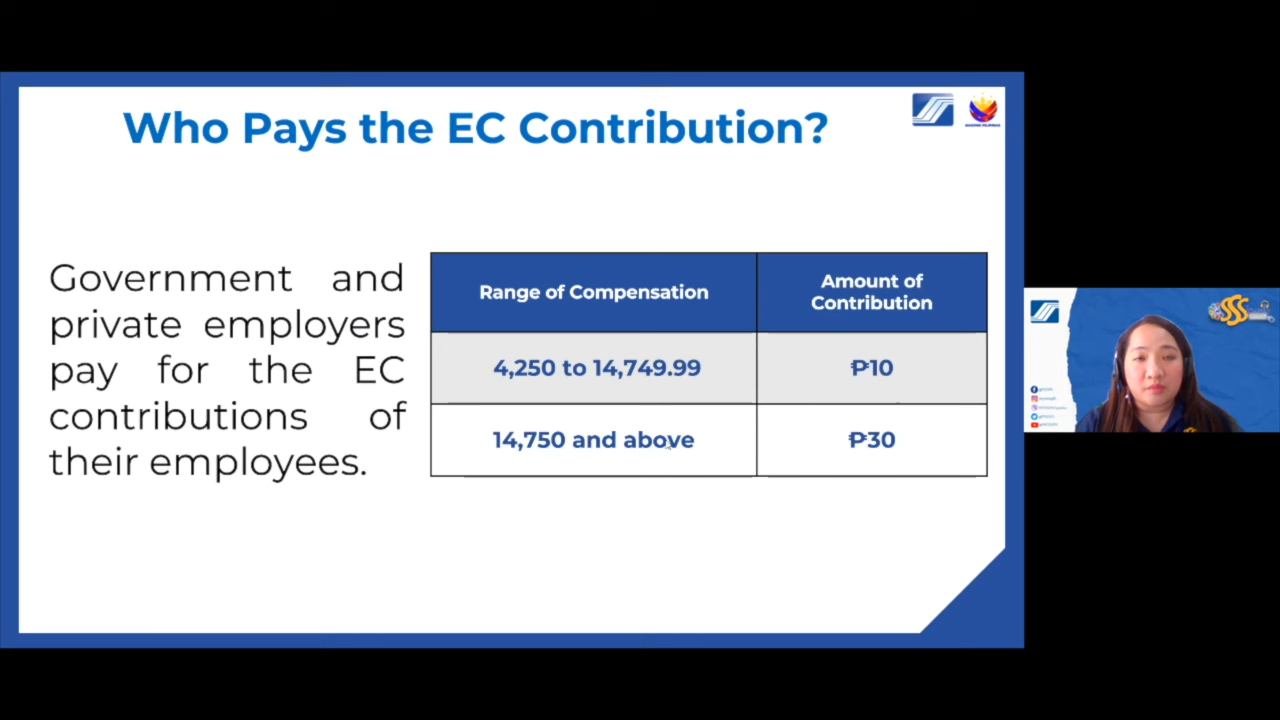 Who Pays the EC Contribution?
Government and
private employers
pay for the EC
contributions of
their employees.
Range of Compensation
Amount of
Contribution
4,250 to 14,749.99
₱10
14,750 and above
₱30
SSS